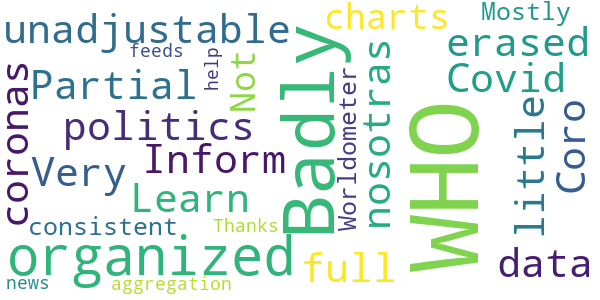 unadjustable
charts
Mostly
feeds
help
Not
nosotras
erased
Partial
Covid
coronas
politics
Badly
Worldometer
WHO
little
Coro
Very
Inform
Learn
consistent
Thanks
organized
full
data
news
aggregation